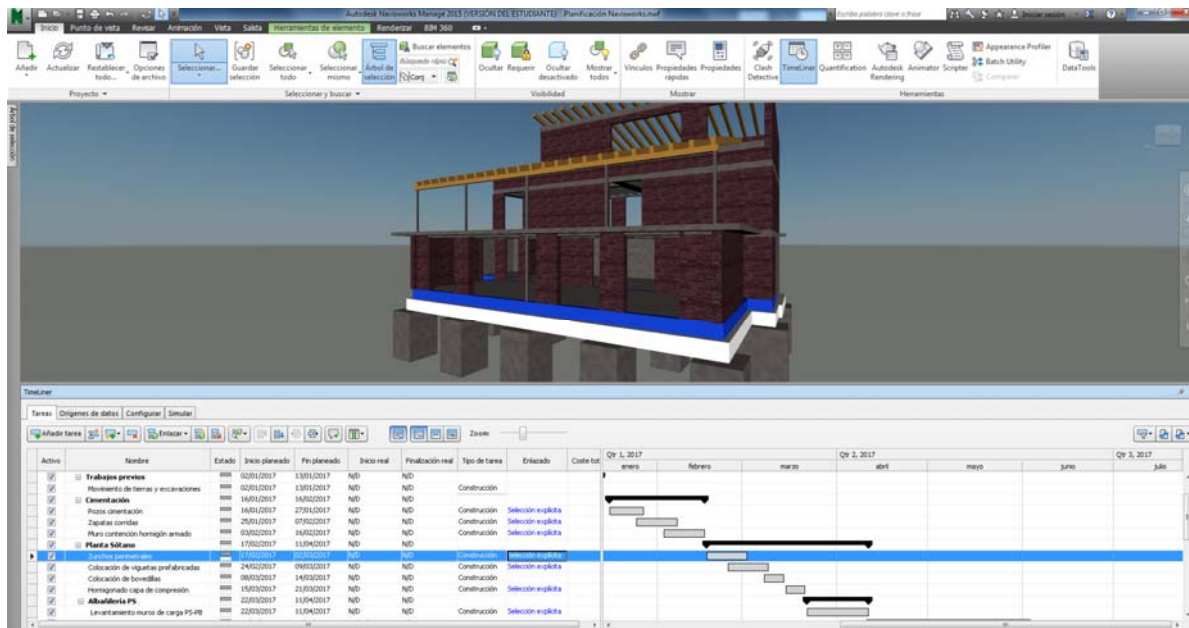 Autodesk Navisworks Manage 2015 (VERSIÓN DEL ESTUDIANTE) Planificación Navisworks.nwf
Escriba palabra clave o frase
Iniciar sesión
Inicio Punto de vista Revisar Animación Vista Salida Herramientas de elemento Renderizar BIM 360
Añadir Actualizar Restablecer todo... Opciones de archivo
Seleccionar... Guardar selección Seleccionar todo Seleccionar mismo Árbol de selección
Buscar elementos
Búsqueda rápida
Ocultar Requerir Ocultar desactivado Mostrar todos
Vínculos Propiedades rápidas Propiedades
Clash Detective TimeLiner Quantification Autodesk Rendering Animator Scripter
Appearance Profiler
Batch Utility
Comparar
DataTools
Proyecto Seleccionar y buscar Visibilidad Mostrar Herramientas
Árbol de selección
TimeLiner
Tareas Orígenes de datos Configurar Simular
Añadir tarea Enlazar Zoom:
Activo Nombre Estado Inicio planeado Fin planeado Inicio real Finalización real Tipo de tarea Enlazado Coste tot
Qtr 1, 2017 Qtr 2, 2017 Qtr 3, 2017
enero febrero marzo abril mayo junio julio
Trabajos previos 02/01/2017 13/01/2017 N/D N/D
Movimiento de tierras y excavaciones 02/01/2017 13/01/2017 N/D N/D Construcción
Cimentación 16/01/2017 16/02/2017 N/D N/D
Pozos cimentación 16/01/2017 27/01/2017 N/D N/D Construcción Selección explícita
Zapatas corridas 25/01/2017 07/02/2017 N/D N/D Construcción Selección explícita
Muro contención hormigón armado 03/02/2017 16/02/2017 N/D N/D Construcción Selección explícita
Planta Sótano 17/02/2017 11/04/2017 N/D N/D
Zunchos perimetrales 17/02/2017 02/03/2017 N/D N/D Construcción Selección explícita
Colocación de viguetas prefabricadas 24/02/2017 09/03/2017 N/D N/D Construcción Selección explícita
Colocación de bovedillas 08/03/2017 14/03/2017 N/D N/D Construcción
Hormigonado capa de compresión 15/03/2017 21/03/2017 N/D N/D Construcción Selección explícita
Albañilería PS 22/03/2017 11/04/2017 N/D N/D
Levantamiento muros de carga PS-PB 22/03/2017 11/04/2017 N/D N/D Construcción Selección explícita